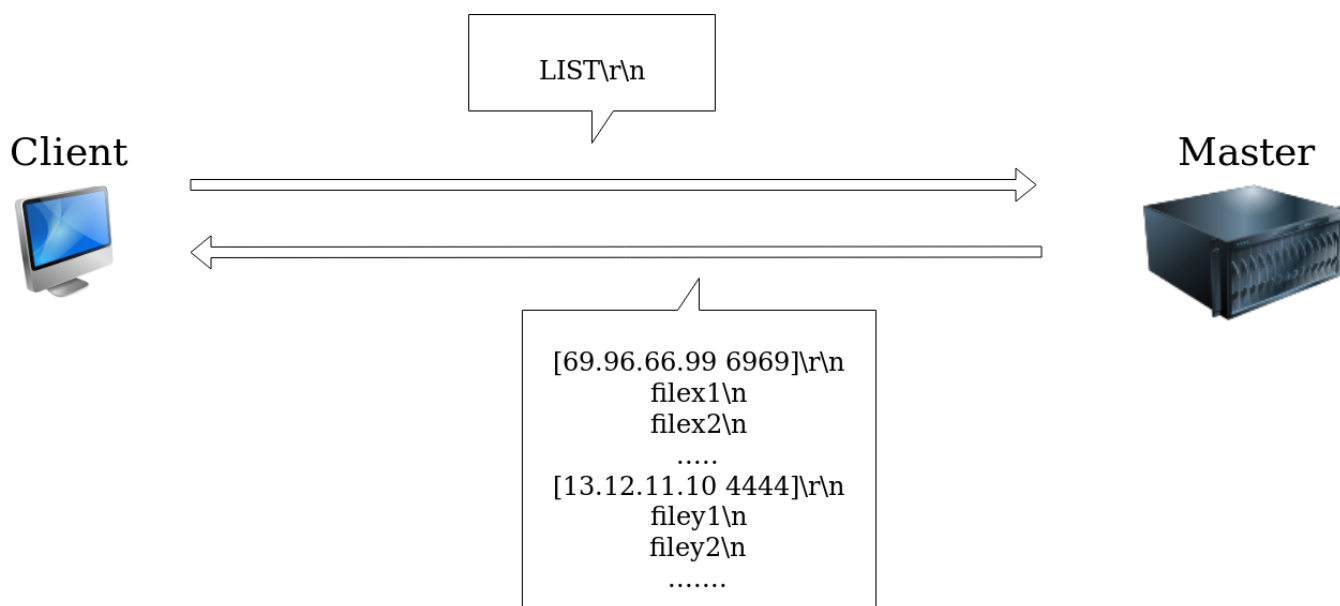 LIST\r\n
Client
Master
[69.96.66.99 6969]\r\n
filex1\n
filex2\n
.....
[13.12.11.10 4444]\r\n
filey1\n
filey2\n
.......